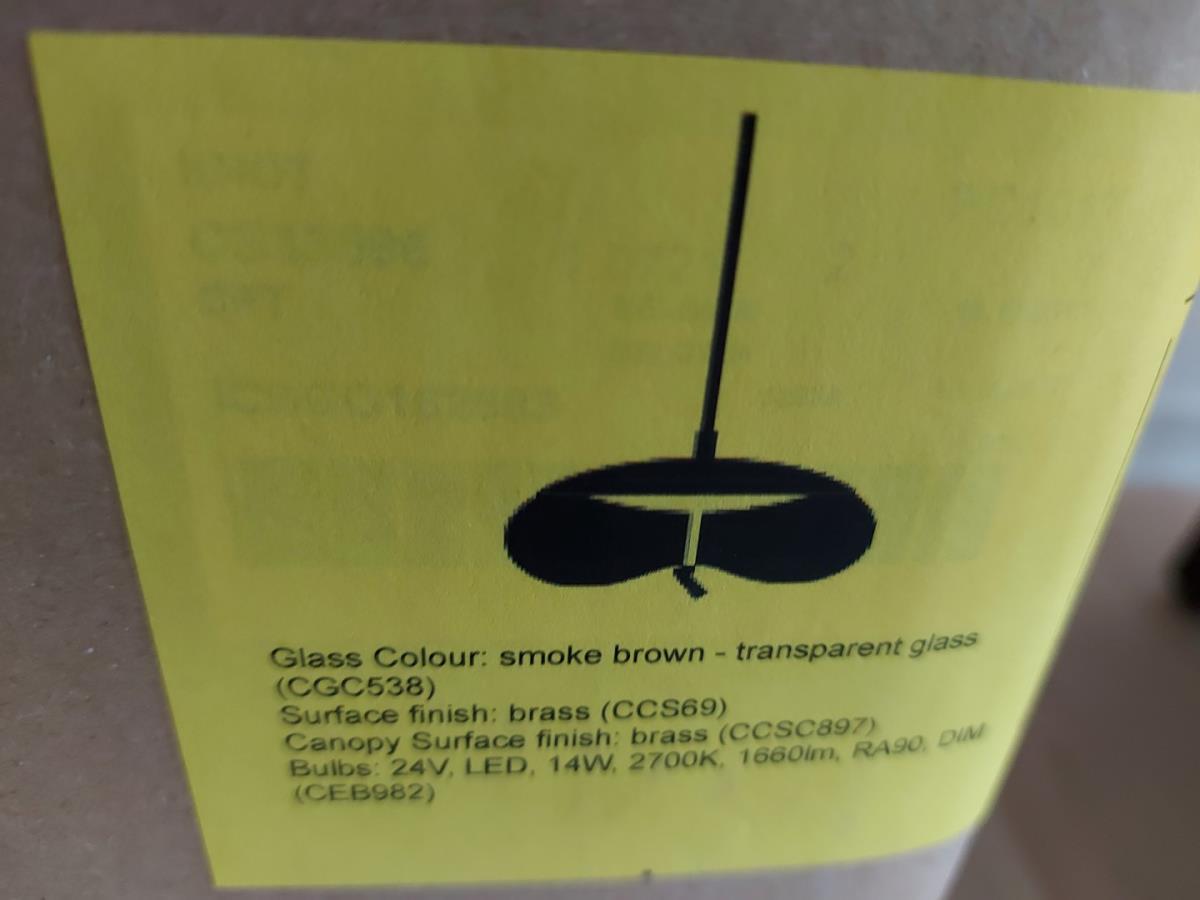 Glass Colour: smoke brown - transparent glass
(CGC538)
Surface finish: brass (CCS69)
Canopy Surface finish: brass (CCSC897)
Bulbs: 24V, LED, 14W, 2700K, 1660lm, RA90, DIM
(CEB982)